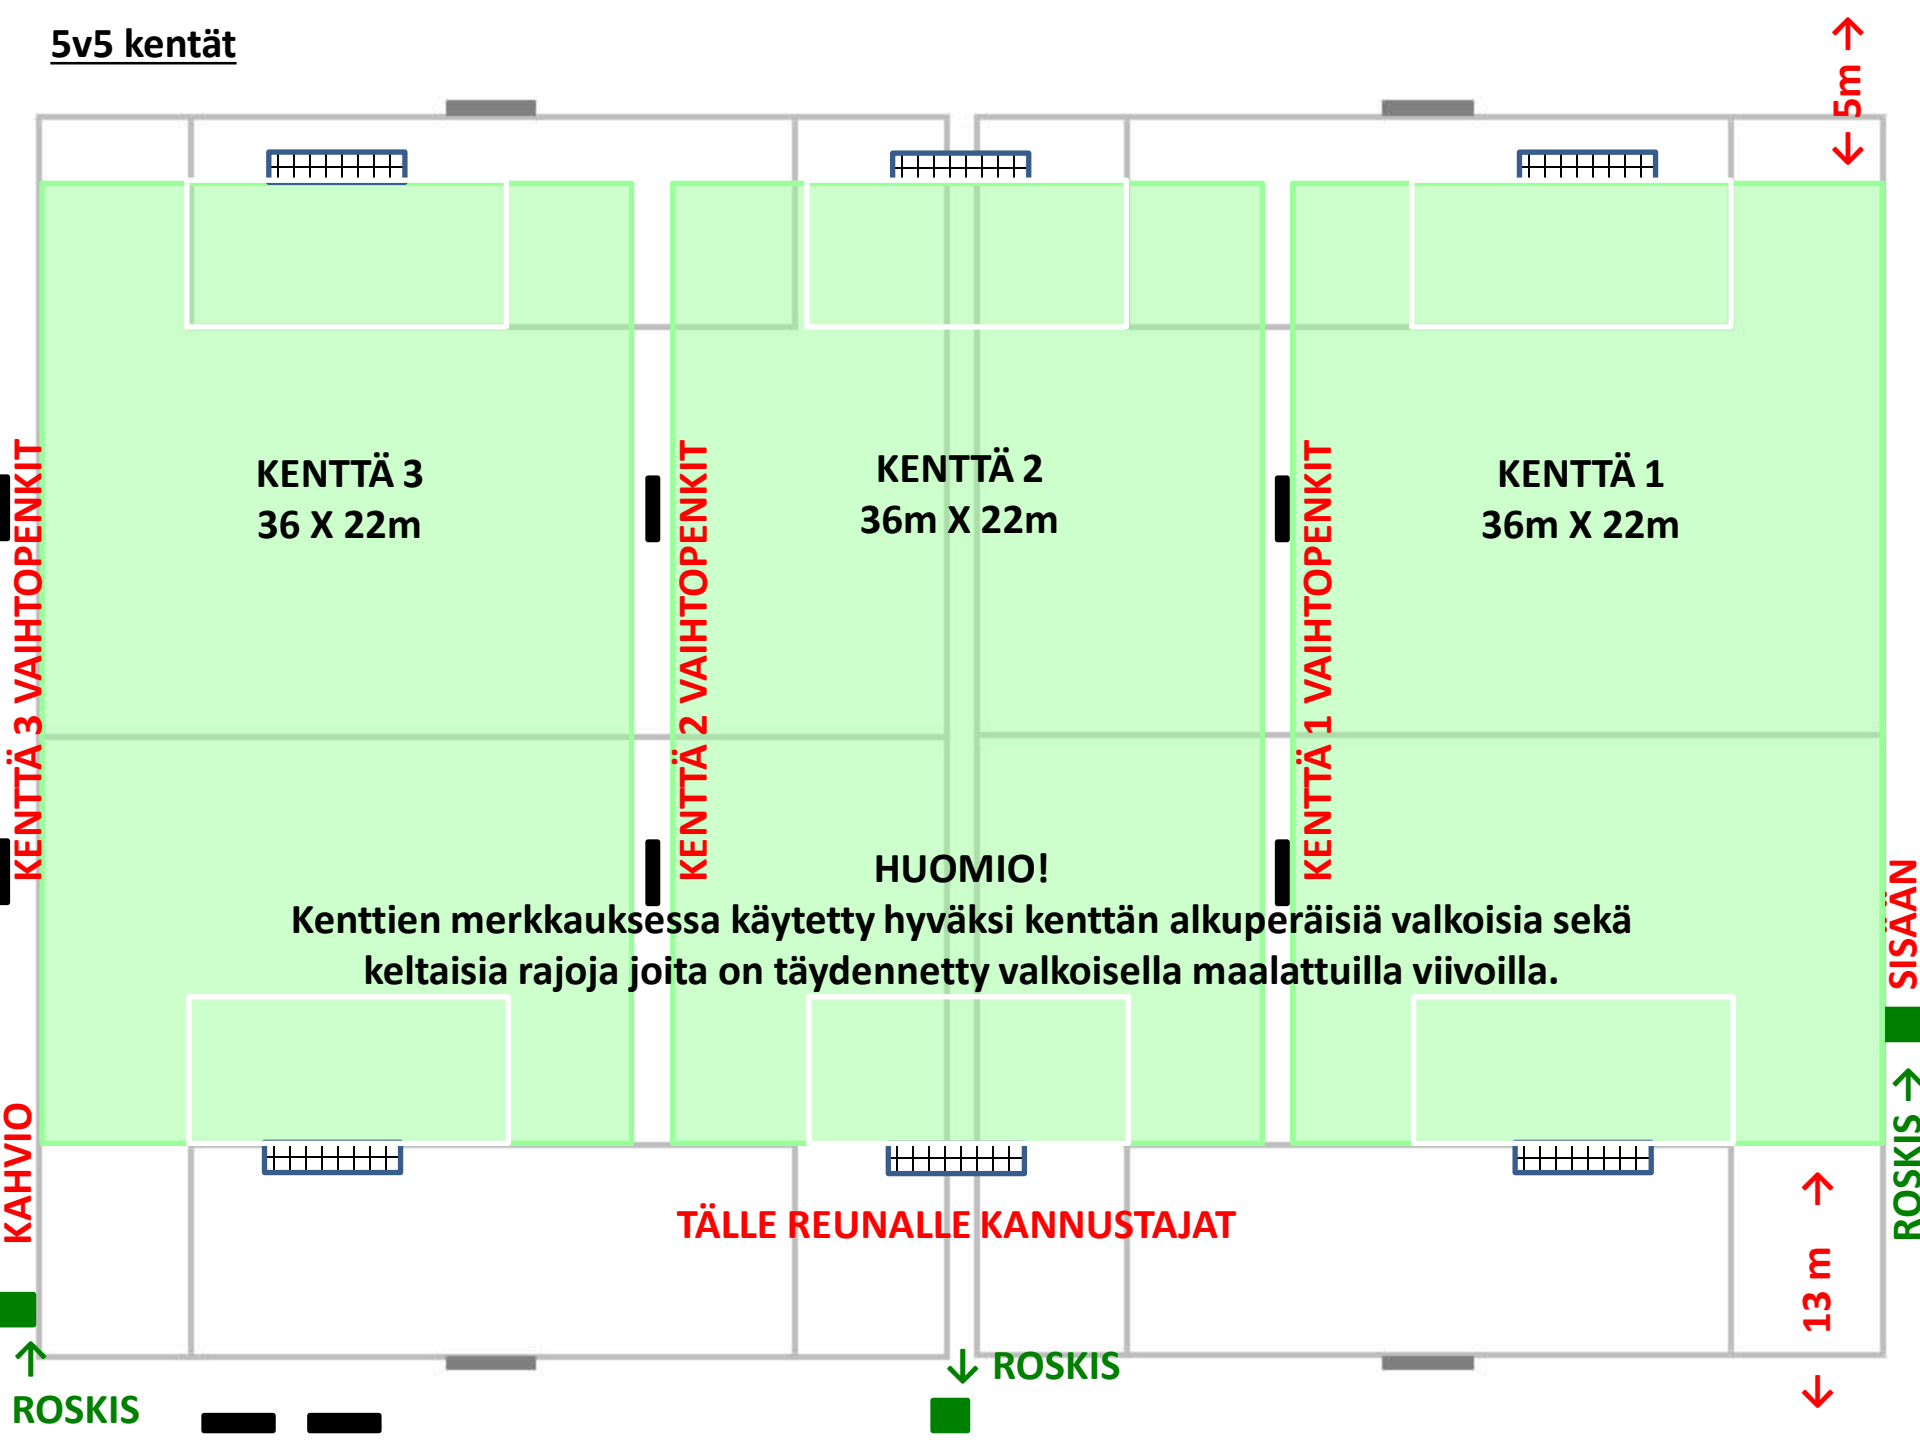 5v5 kentät
← 5m →
KENTTÄ 3
36 X 22m
KENTTÄ 2
36m X 22m
KENTTÄ 1
36m X 22m
KENTTÄ 3 VAIHTOPENKIT
KENTTÄ 2 VAIHTOPENKIT
KENTTÄ 1 VAIHTOPENKIT
HUOMIO!
Kenttien merkkauksessa käytetty hyväksi kenttän alkuperäisiä valkoisia sekä
keltaisia rajoja joita on täydennetty valkoisella maalattuilla viivoilla.
SISÄÄN
KAHVIO
ROSKIS →
TÄLLE REUNALLE KANNUSTAJAT
← 13 m →
↓ ROSKIS
ROSKIS